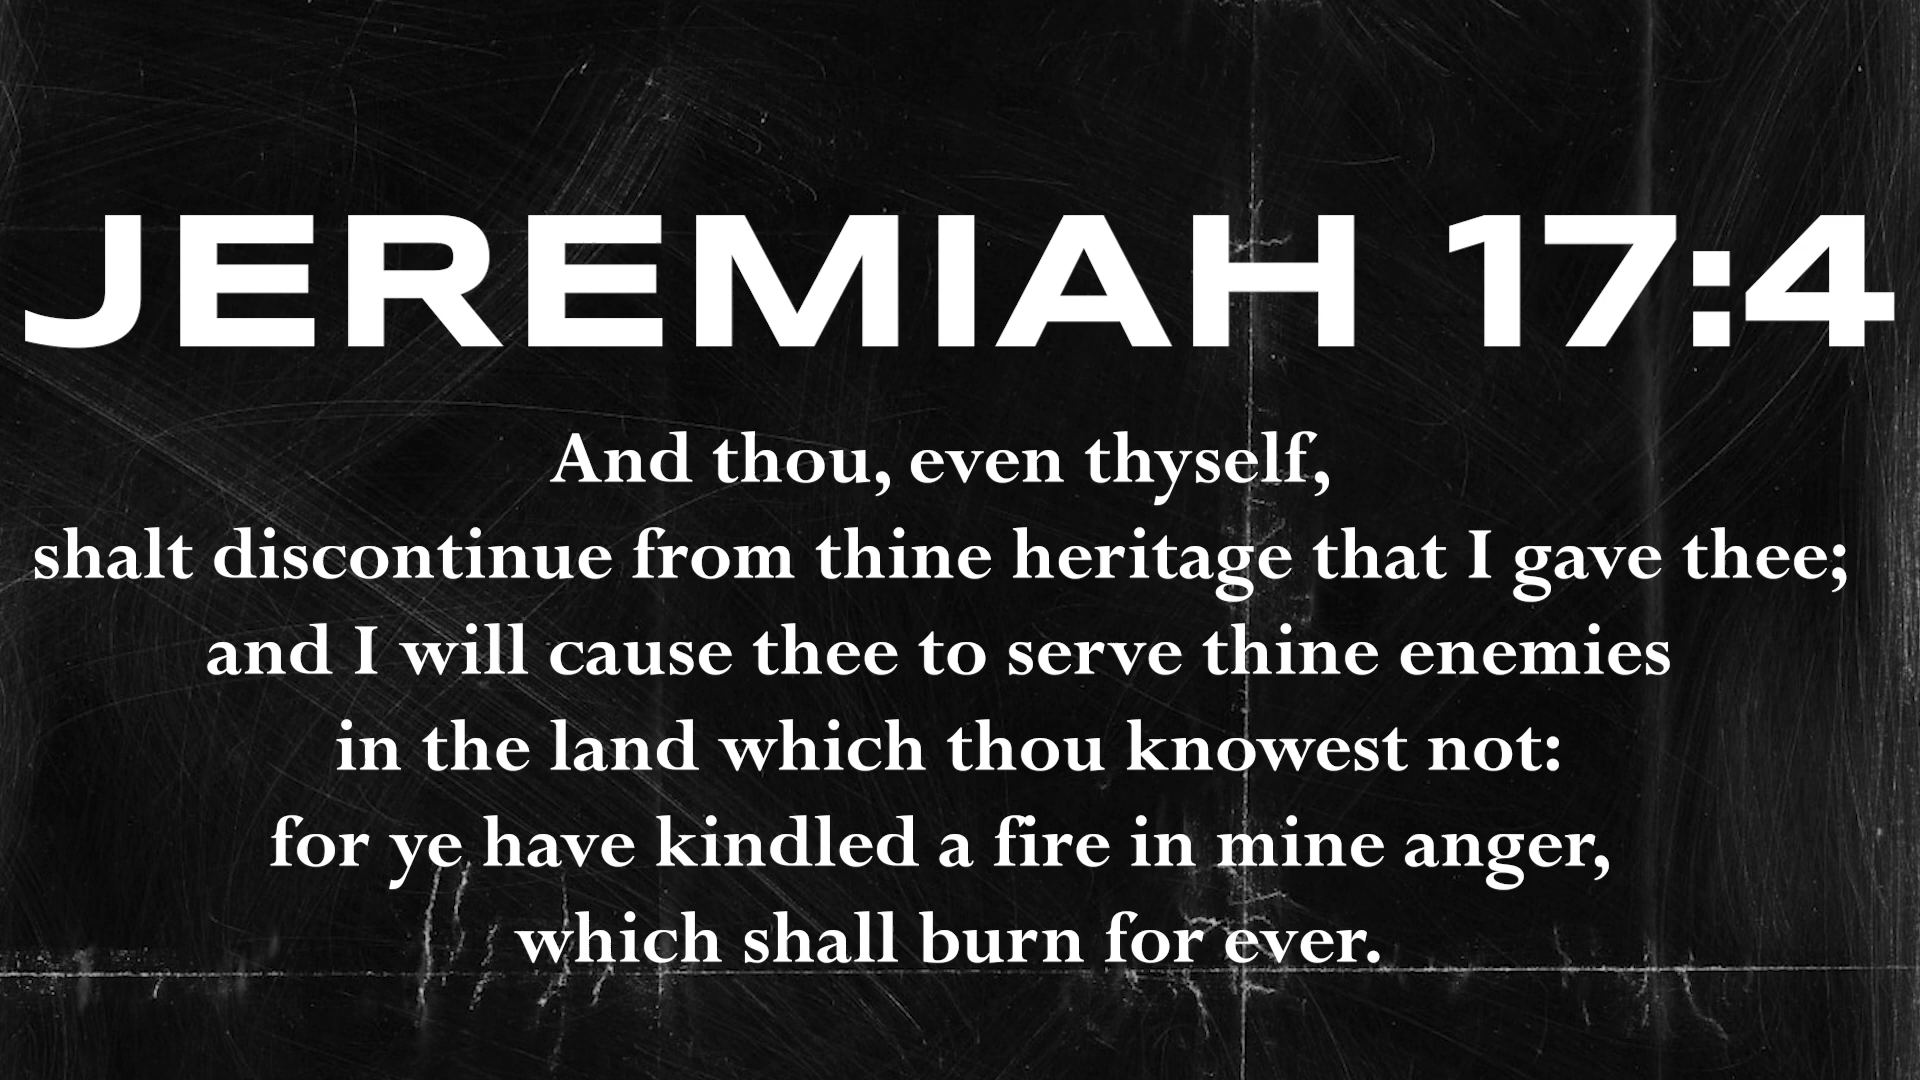 JEREMIAH 17:4
And thou, even thyself,
shalt discontinue from thine heritage that I gave thee;
and I will cause thee to serve thine enemies
in the land which thou knowest not:
for ye have kindled a fire in mine anger,
which shall burn for ever.